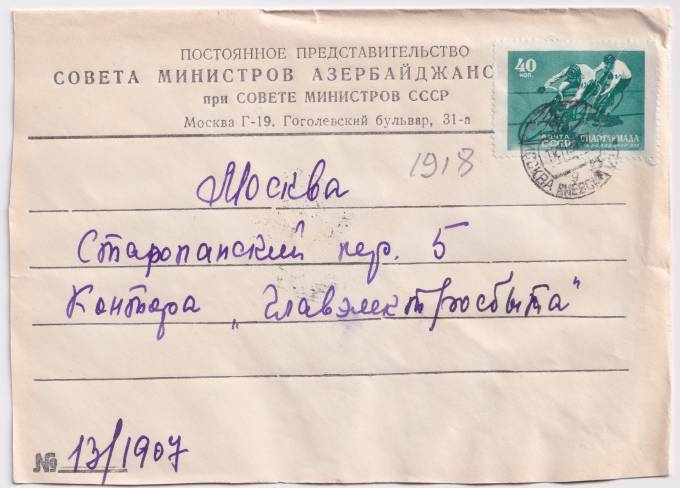 ПОСТОЯННОЕ ПРЕДСТАВИТЕЛЬСТВО
СОВЕТА МИНИСТРОВ АЗЕРБАЙДЖАНС
при СОВЕТЕ МИНИСТРОВ СССР
Москва Г-19. Гоголевский бульвар, 31-а
40
коп.
ПОЧТА
СССР
СПАРТАКИАДА
МОСКВА
1918
Москва
Старопанский пер. 5
Контора „Главэлектросбыта"
№ 13/1907